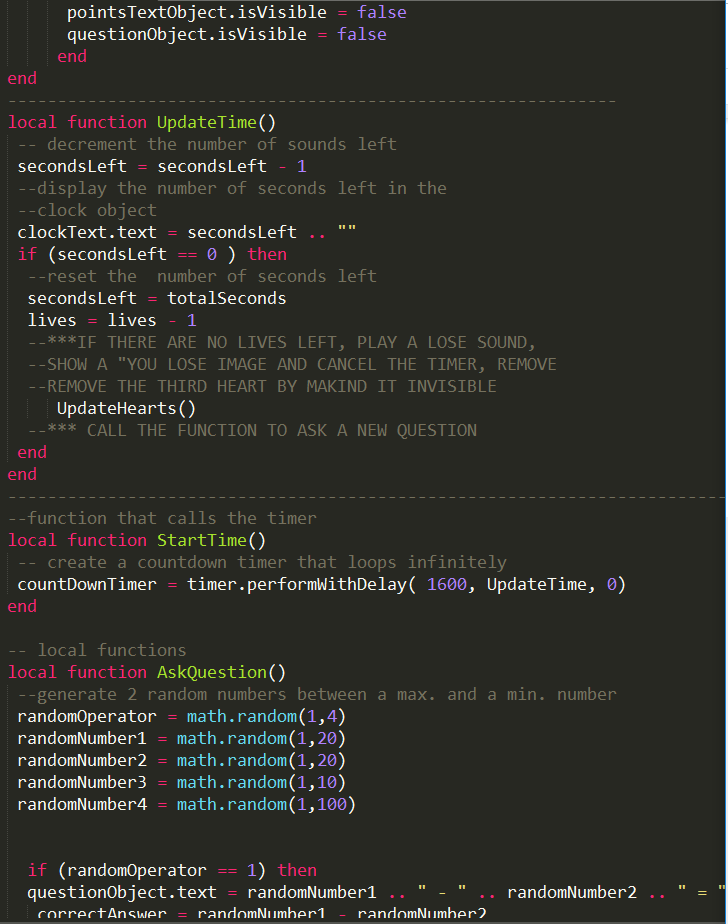 pointsTextObject.isVisible = false
questionObject.isVisible = false
end
end
-------------------------------------------------------------
local function UpdateTime()
-- decrement the number of sounds left
secondsLeft = secondsLeft - 1
--display the number of seconds left in the
--clock object
clockText.text = secondsLeft .. ""
if (secondsLeft == 0 ) then
--reset the  number of seconds left
secondsLeft = totalSeconds
lives = lives - 1
--***IF THERE ARE NO LIVES LEFT, PLAY A LOSE SOUND,
--SHOW A "YOU LOSE IMAGE AND CANCEL THE TIMER, REMOVE
--REMOVE THE THIRD HEART BY MAKIND IT INVISIBLE
UpdateHearts()
--*** CALL THE FUNCTION TO ASK A NEW QUESTION
end
end
------------------------------------------------------------------------
--function that calls the timer
local function StartTime()
-- create a countdown timer that loops infinitely
countDownTimer = timer.performWithDelay( 1600, UpdateTime, 0)
end
-- local functions
local function AskQuestion()
--generate 2 random numbers between a max. and a min. number
randomOperator = math.random(1,4)
randomNumber1 = math.random(1,20)
randomNumber2 = math.random(1,20)
randomNumber3 = math.random(1,10)
randomNumber4 = math.random(1,100)
if (randomOperator == 1) then
questionObject.text = randomNumber1 .. " - " .. randomNumber2 .. " = "
correctAnswer = randomNumber1 - randomNumber2